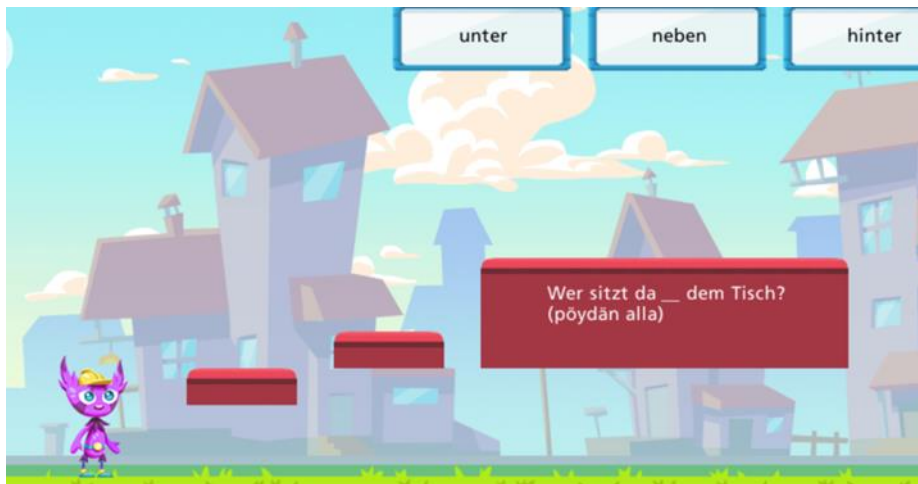 unter
neben
hinter
Wer sitzt da __ dem Tisch?
(pöydän alla)